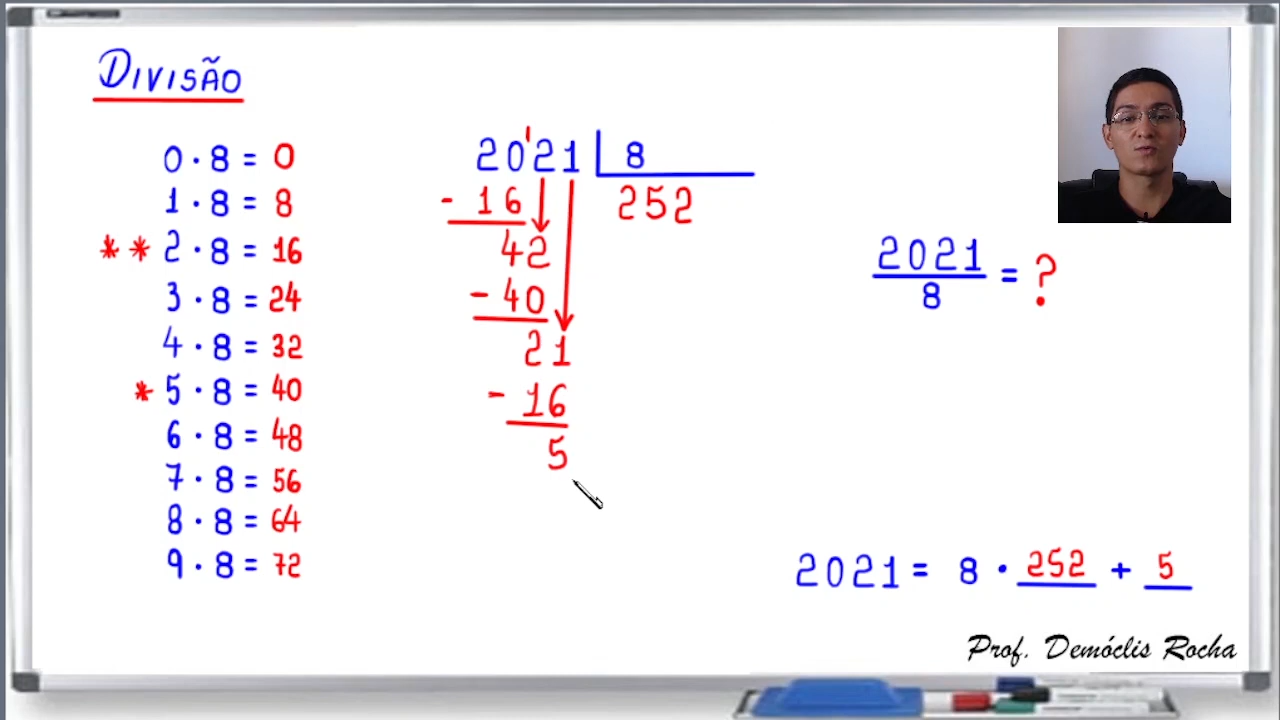 DIVISÃO
0 · 8 = 0
1 · 8 = 8
** 2 · 8 = 16
3 · 8 = 24
4 · 8 = 32
* 5 · 8 = 40
6 · 8 = 48
7 · 8 = 56
8 · 8 = 64
9 · 8 = 72
20'21 | 8
- 16 252
42
- 40
21
- 16
5
2021
8
= ?
2021 = 8 · 252 + 5
Prof. Demóclis Rocha